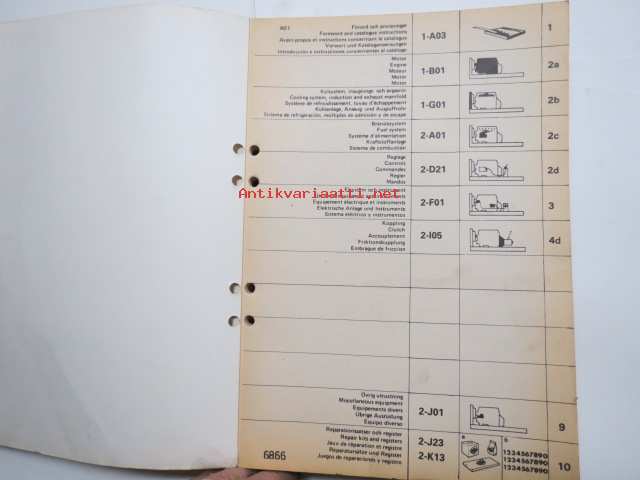 Förord och anvisningar
Foreword and catalogue instructions
Avant-propos et instructions concernant le catalogue
Vorwort und Kataloganweisungen
Introducción e instrucciones concernientes al catálogo
1-A03
1
Motor
Engine
Moteur
Motor
Motor
1-B01
2a
Kylsystem, insugnings- och avgasrör
Cooling system, induction and exhaust manifold
Système de refroidissement, tuyau d'échappement
Kühlanlage, Ansaug- und Auspuffrohr
Sistema de refrigeración, múltiples de admisión y de escape
1-G01
2b
Bränslesystem
Fuel system
Système d'alimentation
Kraftstoffanlage
Sistema de combustión
2-A01
2c
Reglage
Controls
Commandes
Regler
Mandos
2-D21
2d
Antikvariaatti.net
Equipement électrique et instruments
Elektrische Anlage und Instrumente
Sistema eléctrico y instrumentos
2-F01
3
Koppling
Clutch
Accouplement
Friktionskupplung
Embrague de fricción
2-I05
4d
Övrig utrustning
Miscellaneous equipment
Equipements divers
Übrige Ausrüstung
Equipo diverso
2-J01
9
Reparationssatser och register
Repair kits and registers
Jeux de réparation et registre
Reparatursätze und Register
Juegos de reparaciones y registro
2-J23
2-K13
1234567890
1234567890
1234567890
10
6866